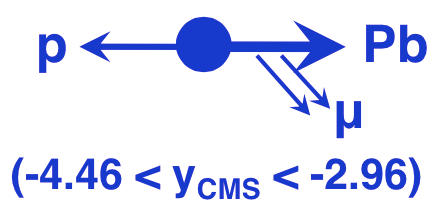 p Pb
μ
(-4.46 < yCMS < -2.96)